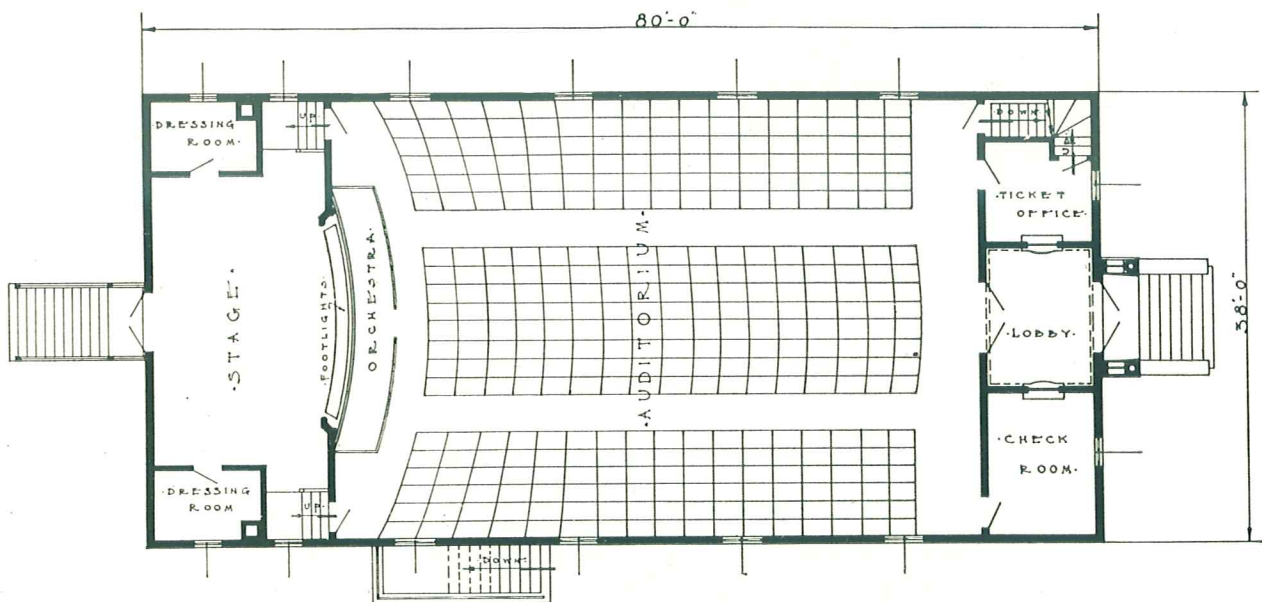 80'-0"
·DRESSING
ROOM·
UP·
·DOWN·
UP
·TICKET
OFFICE·
·STAGE·
·FOOTLIGHTS·
ORCHESTRA·
·AUDITORIUM·
·LOBBY·
38'-0"
·CHECK
ROOM·
·DRESSING
ROOM
UP·
·DOWN·